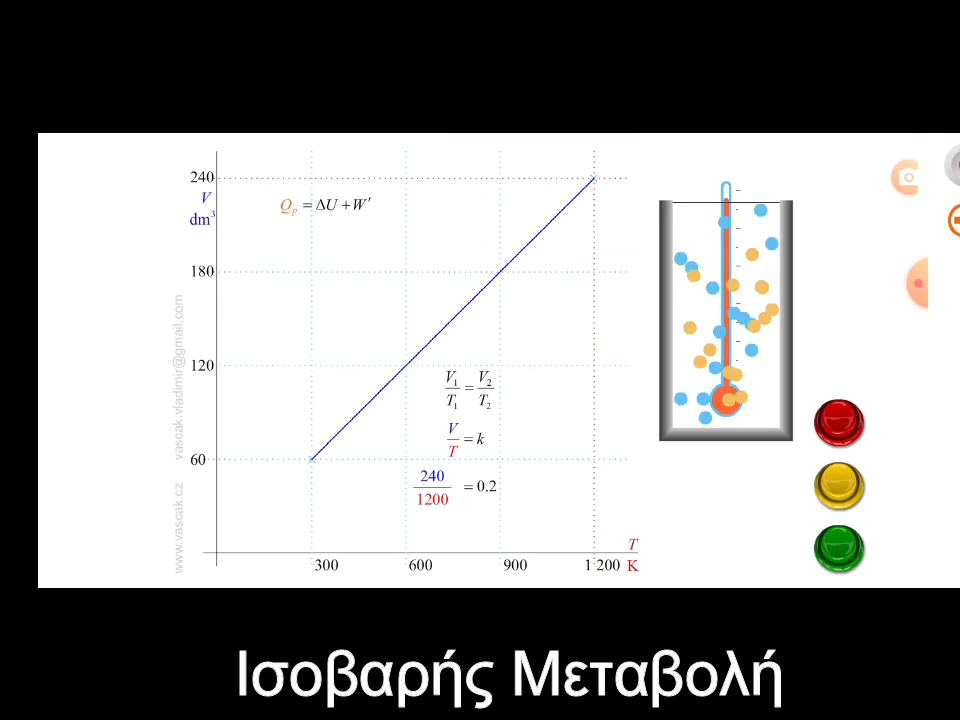 240
V
dm³
Qp = ΔU + W′
180
120
V₁/T₁ = V₂/T₂
V/T = k
60
240/1200 = 0.2
T
300 600 900 1 200 K
www.vascak.cz vascak.vladimir@gmail.com
Ισοβαρής Μεταβολή